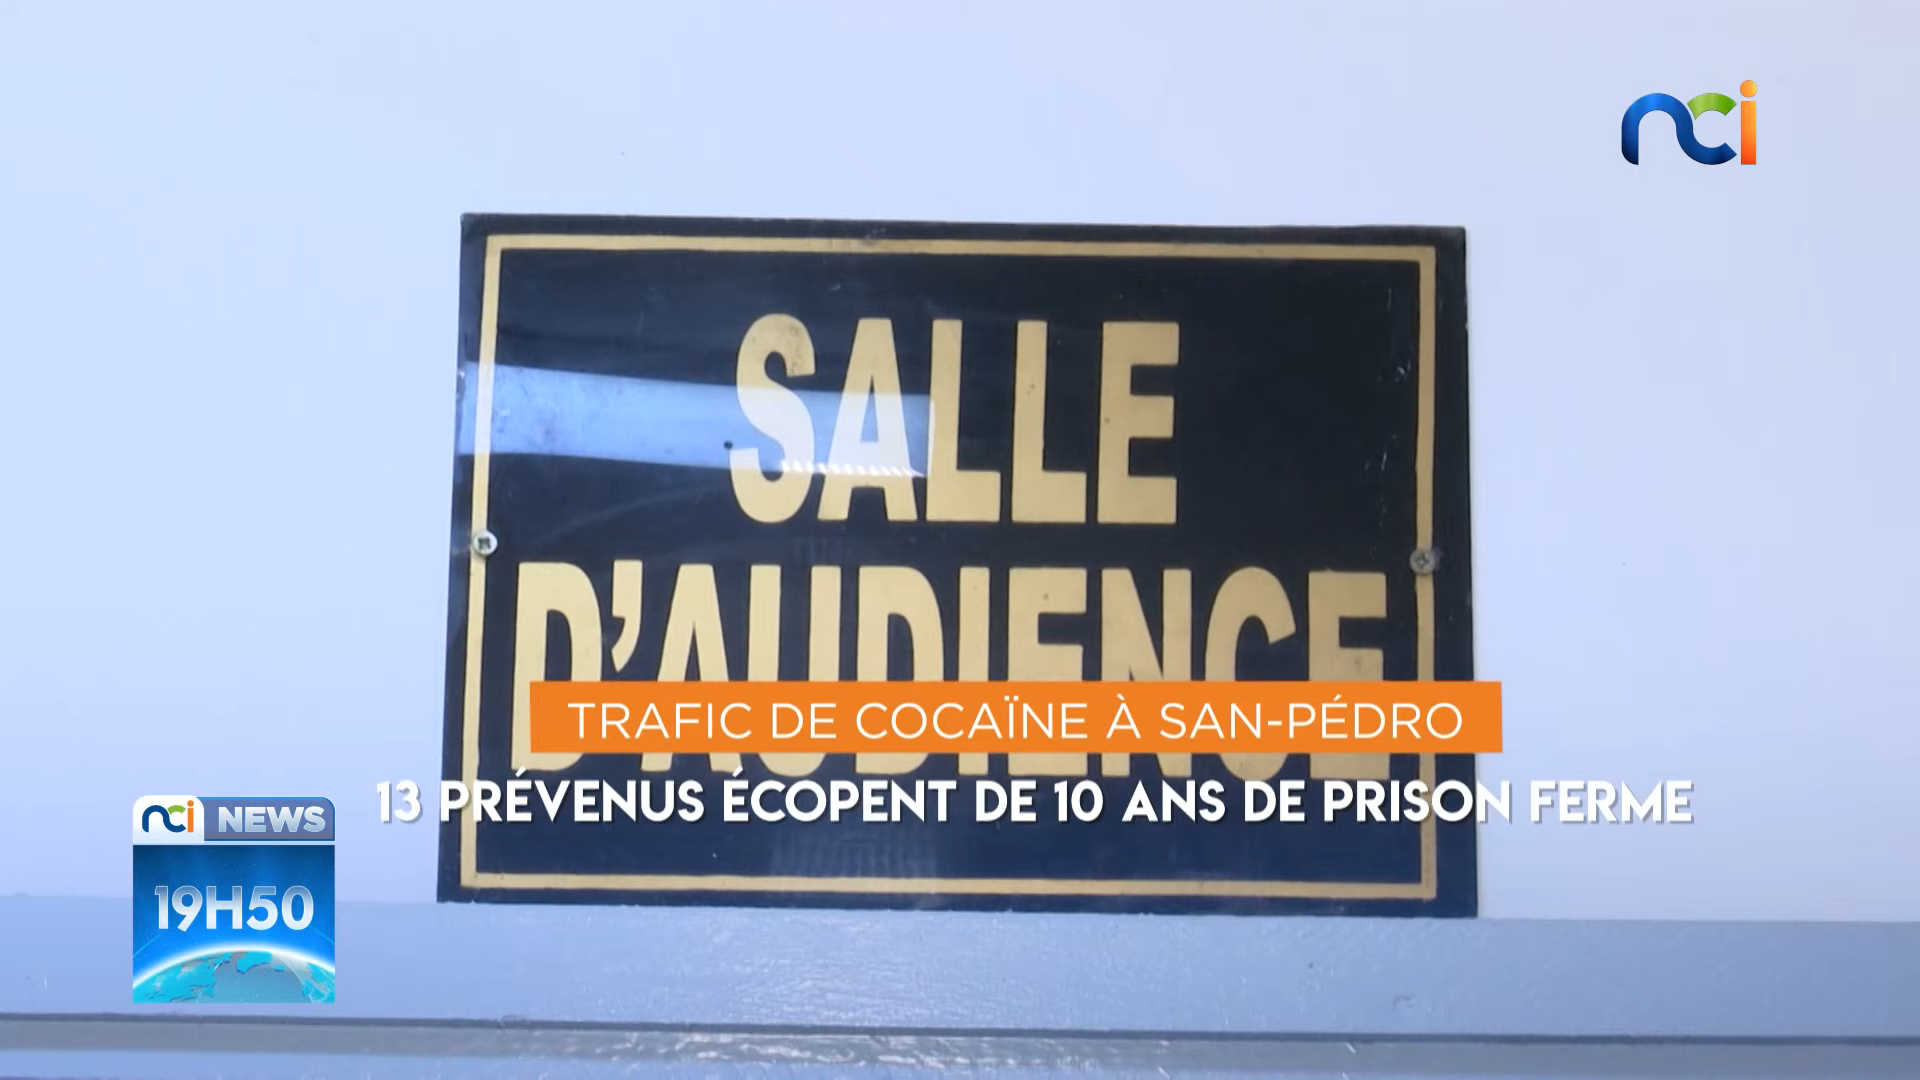 nci
SALLE
D'AUDIENCE
TRAFIC DE COCAÏNE À SAN-PÉDRO
13 PRÉVENUS ÉCOPENT DE 10 ANS DE PRISON FERME
nci NEWS
19H50